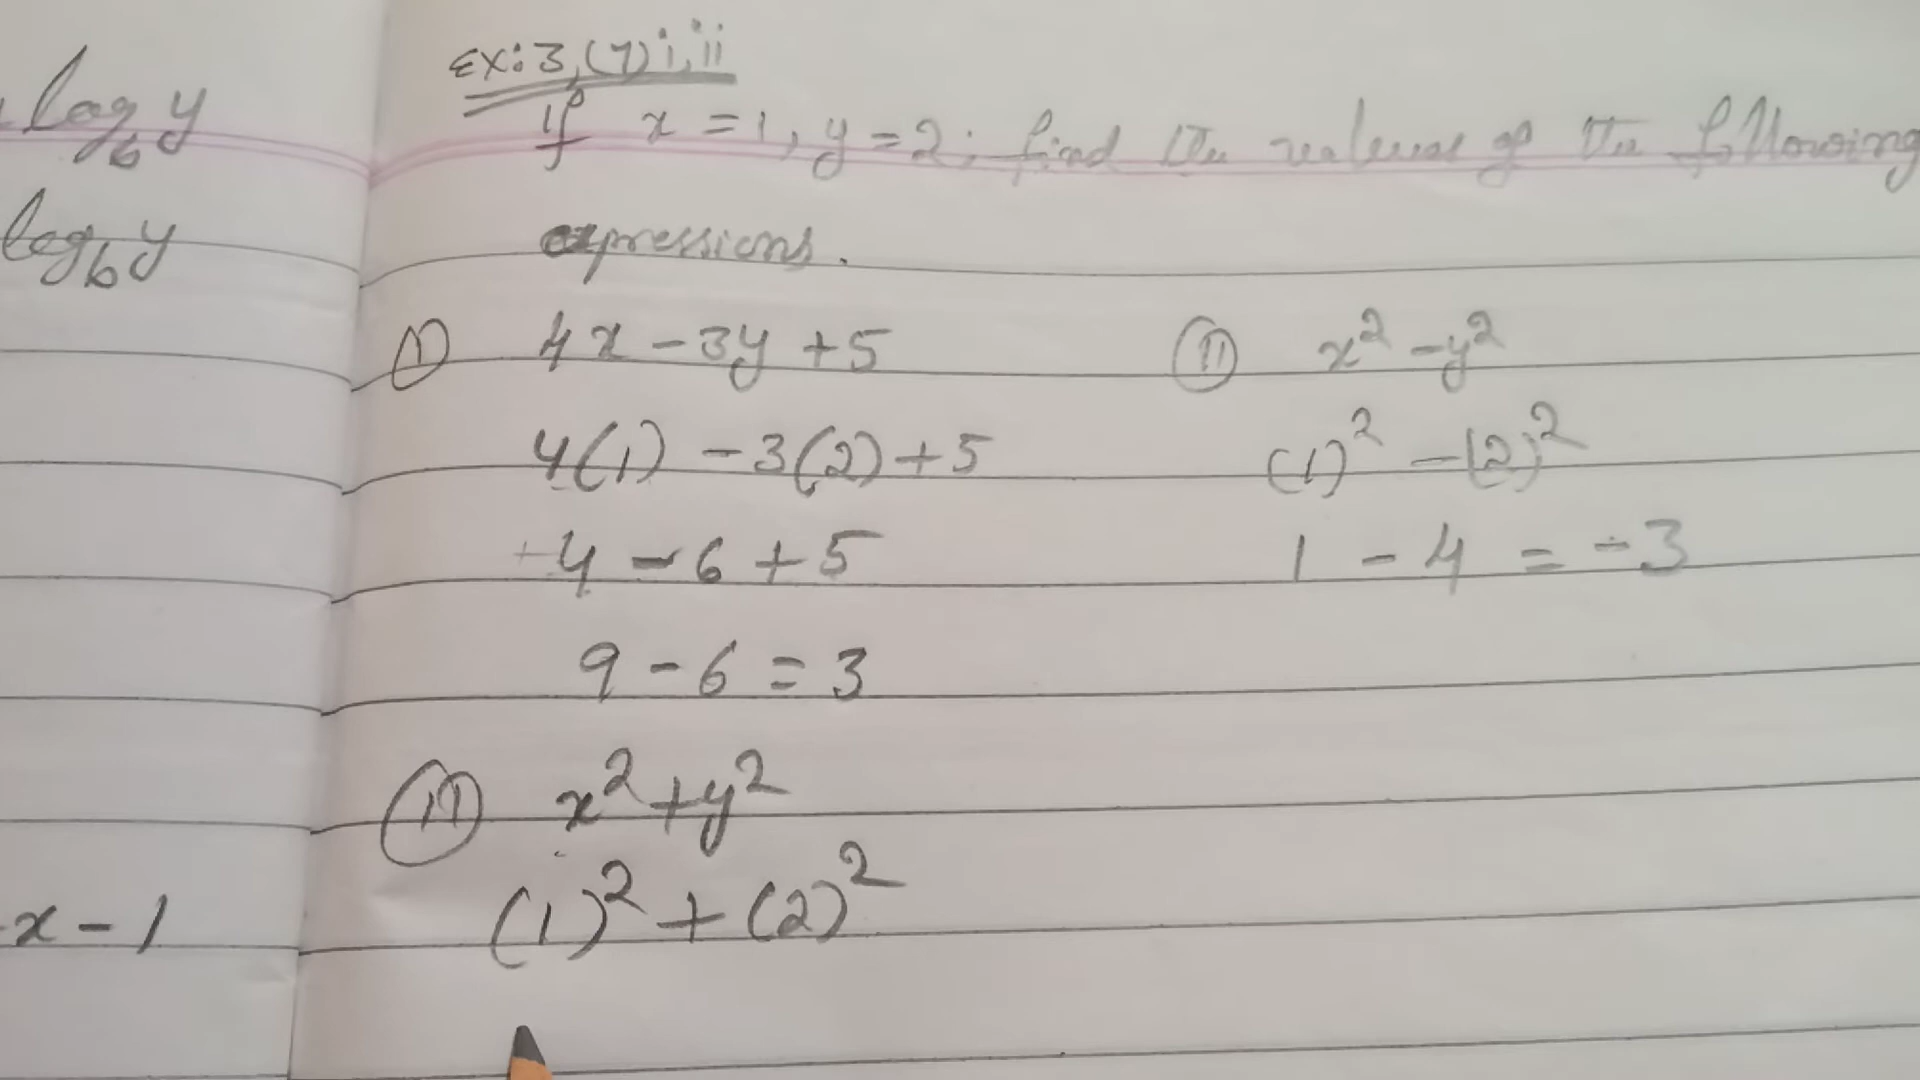 log_b y
log_b y
x - 1
Ex: 3, (7) i, ii
If x = 1, y = 2; find the values of the following
expressions.
(I) 4x - 3y + 5
4(1) - 3(2) + 5
+4 - 6 + 5
9 - 6 = 3
(II) x² - y²
(1)² - (2)²
1 - 4 = -3
(III) x² + y²
(1)² + (2)²